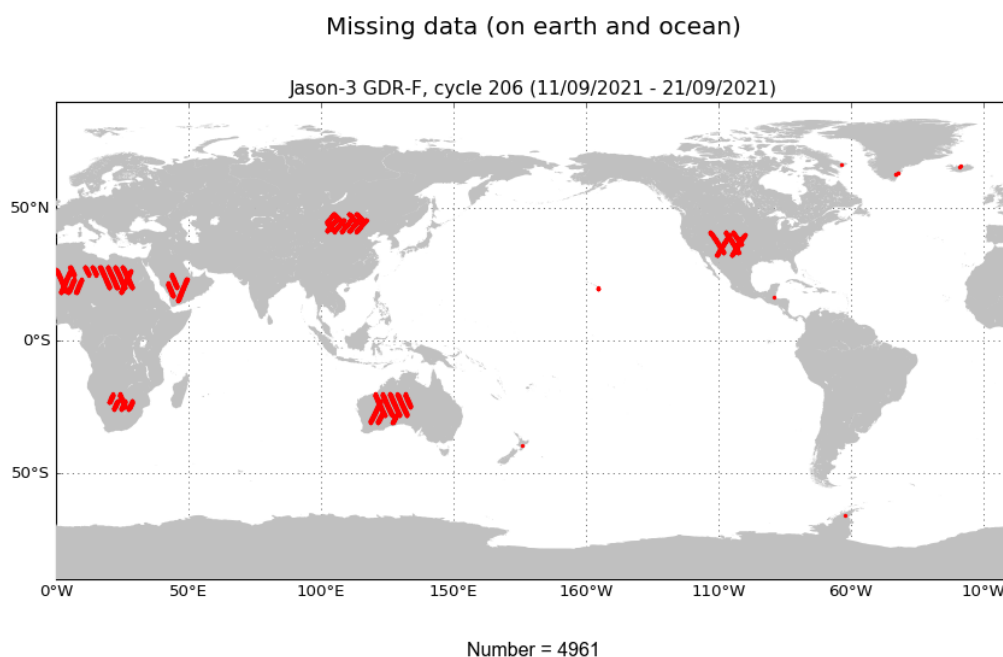 Missing data (on earth and ocean)
Jason-3 GDR-F, cycle 206 (11/09/2021 - 21/09/2021)
50°N
0°S
50°S
0°W 50°E 100°E 150°E 160°W 110°W 60°W 10°W
Number = 4961